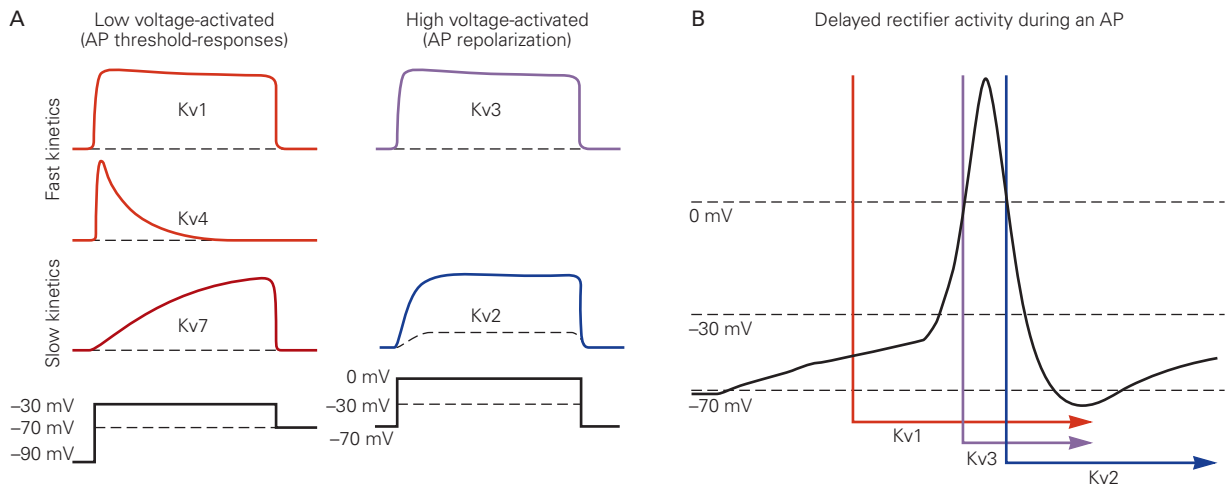 A
Low voltage-activated
(AP threshold-responses)
High voltage-activated
(AP repolarization)
Fast kinetics
Kv1
Kv3
Kv4
Slow kinetics
Kv7
Kv2
–30 mV
–70 mV
–90 mV
0 mV
–30 mV
–70 mV
B
Delayed rectifier activity during an AP
0 mV
–30 mV
–70 mV
Kv1
Kv3
Kv2